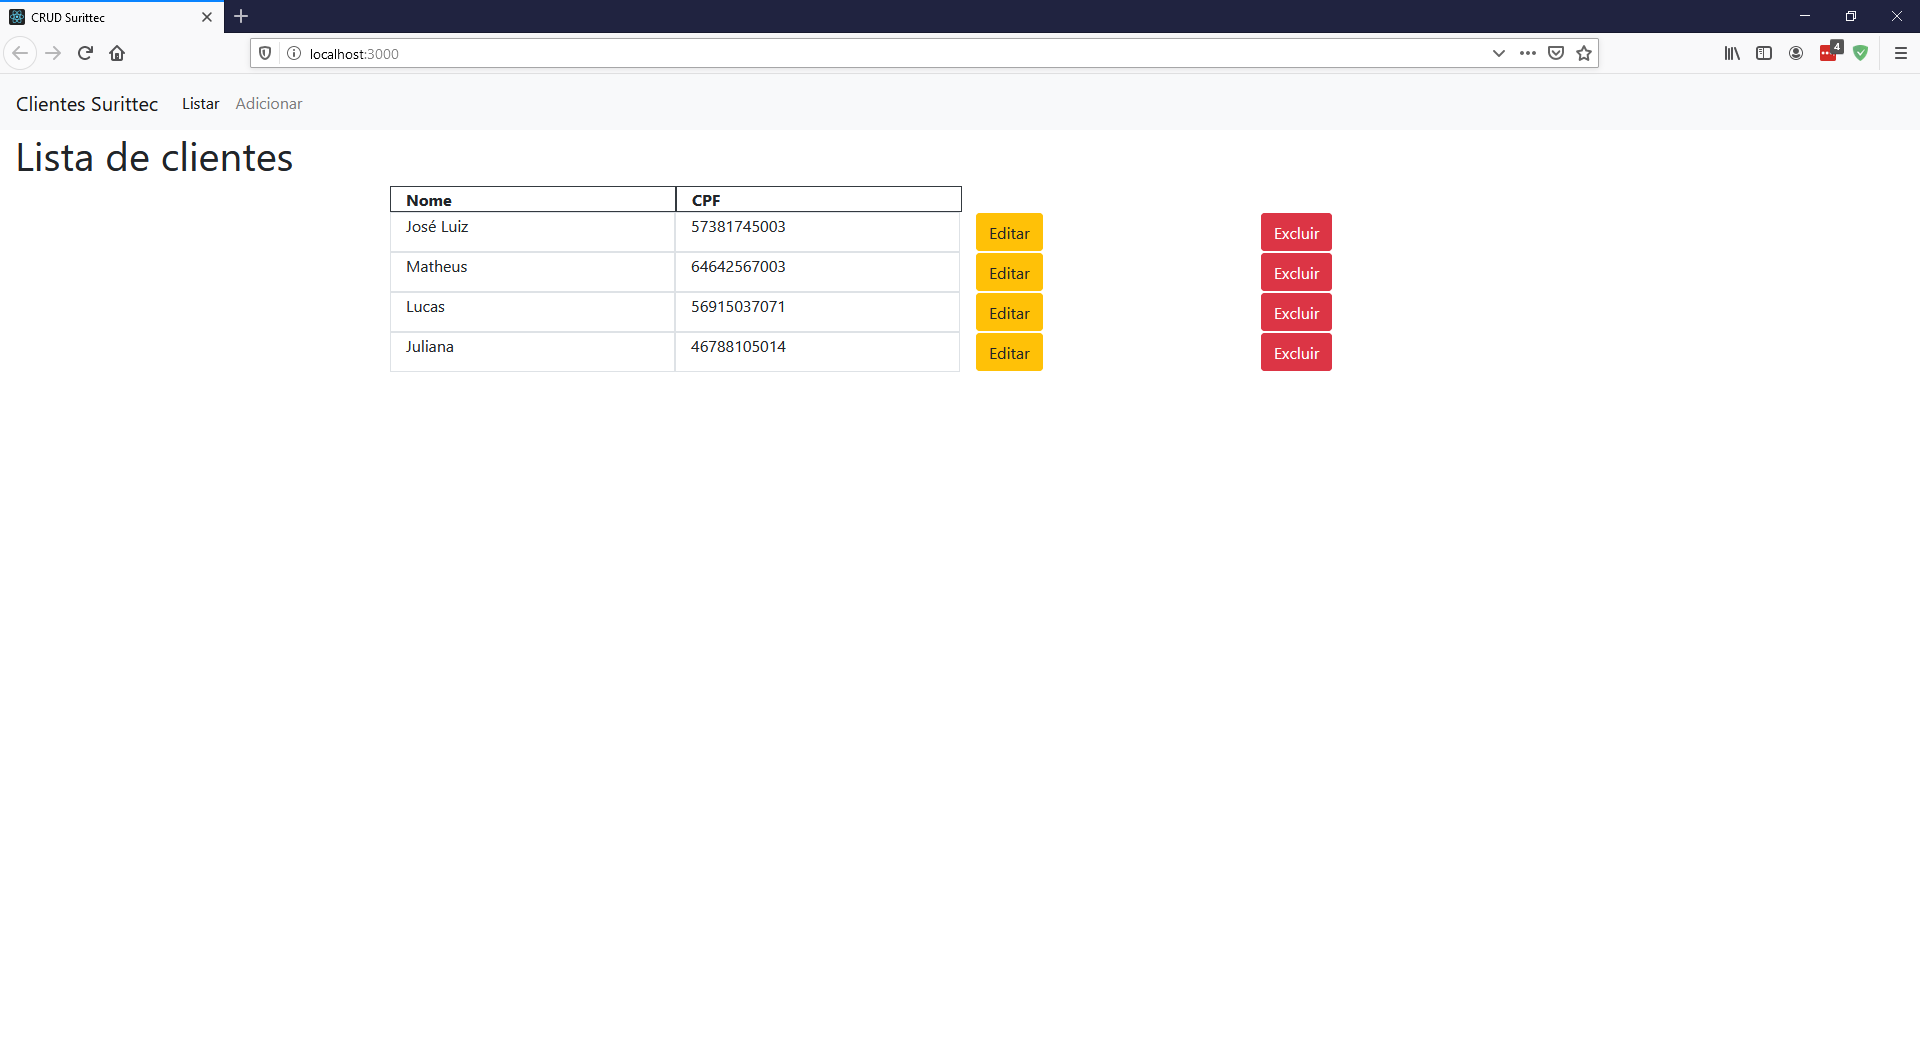 CRUD Surittec
localhost:3000
4
Clientes Surittec Listar Adicionar
Lista de clientes
Nome CPF
José Luiz 57381745003 Editar Excluir
Matheus 64642567003 Editar Excluir
Lucas 56915037071 Editar Excluir
Juliana 46788105014 Editar Excluir